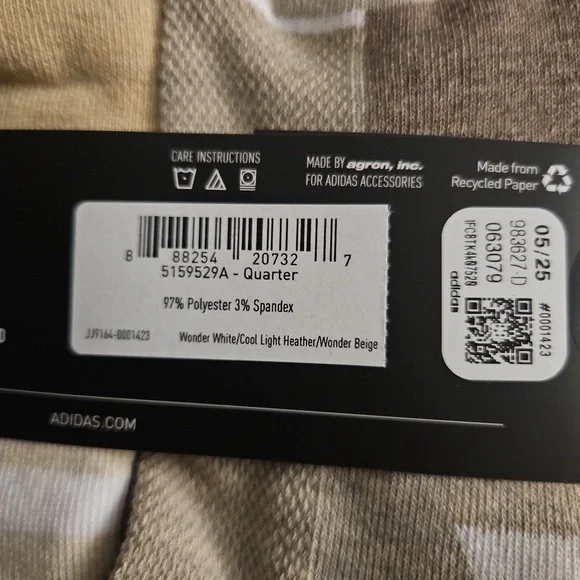 CARE INSTRUCTIONS
MADE BY agron, inc.
FOR ADIDAS ACCESSORIES
Made from
Recycled Paper
8 88254 20732 7
5159529A - Quarter
97% Polyester 3% Spandex
JJ9164-0001423
Wonder White/Cool Light Heather/Wonder Beige
05/25
983627-D
063079
#0001423
adidas
ADIDAS.COM